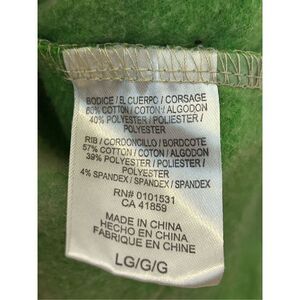 BODICE / EL CUERPO / CORSAGE
60% COTTON / COTON / ALGODON
40% POLYESTER / POLIESTER /
POLYESTER
RIB / CORDONCILLO / BORDCOTE
57% COTTON / COTON / ALGODON
39% POLYESTER / POLIESTER /
POLYESTER
4% SPANDEX / SPANDEX / SPANDEX
RN# 0101531
CA 41859
MADE IN CHINA
HECHO EN CHINA
FABRIQUE EN CHINE
LG/G/G